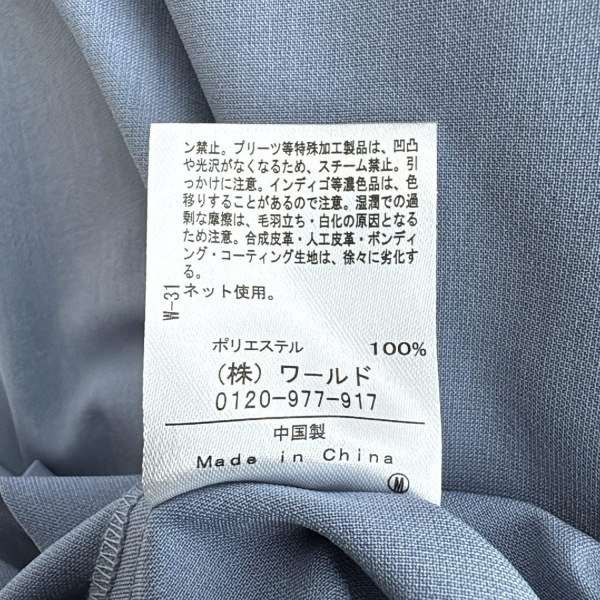 ン禁止。プリーツ等特殊加工製品は、凹凸
や光沢がなくなるため、スチーム禁止。引
っかけに注意。インディゴ等濃色品は、色
移りすることがあるので注意。湿潤での過
剰な摩擦は、毛羽立ち・白化の原因となる
ため注意。合成皮革・人工皮革・ボンディ
ング・コーティング生地は、徐々に劣化す
る。
ネット使用。
W-31
ポリエステル 100%
(株) ワールド
0120-977-917
中国製
Made in China
M